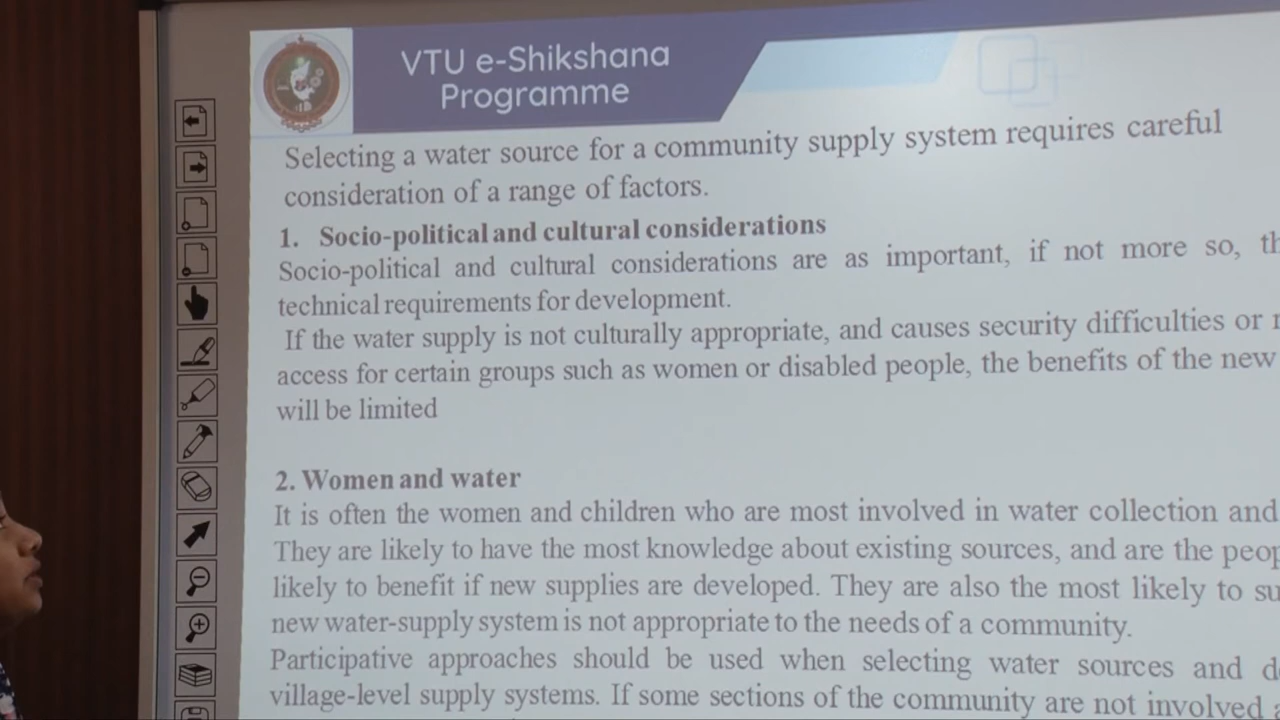 VTU e-Shikshana
Programme
Selecting a water source for a community supply system requires careful
consideration of a range of factors.
1. Socio-political and cultural considerations
Socio-political and cultural considerations are as important, if not more so,
technical requirements for development.
If the water supply is not culturally appropriate, and causes security difficulties or
access for certain groups such as women or disabled people, the benefits of the new
will be limited
2. Women and water
It is often the women and children who are most involved in water collection and
They are likely to have the most knowledge about existing sources, and are the
likely to benefit if new supplies are developed. They are also the most likely to
new water-supply system is not appropriate to the needs of a community.
Participative approaches should be used when selecting water sources and
village-level supply systems. If some sections of the community are not involved